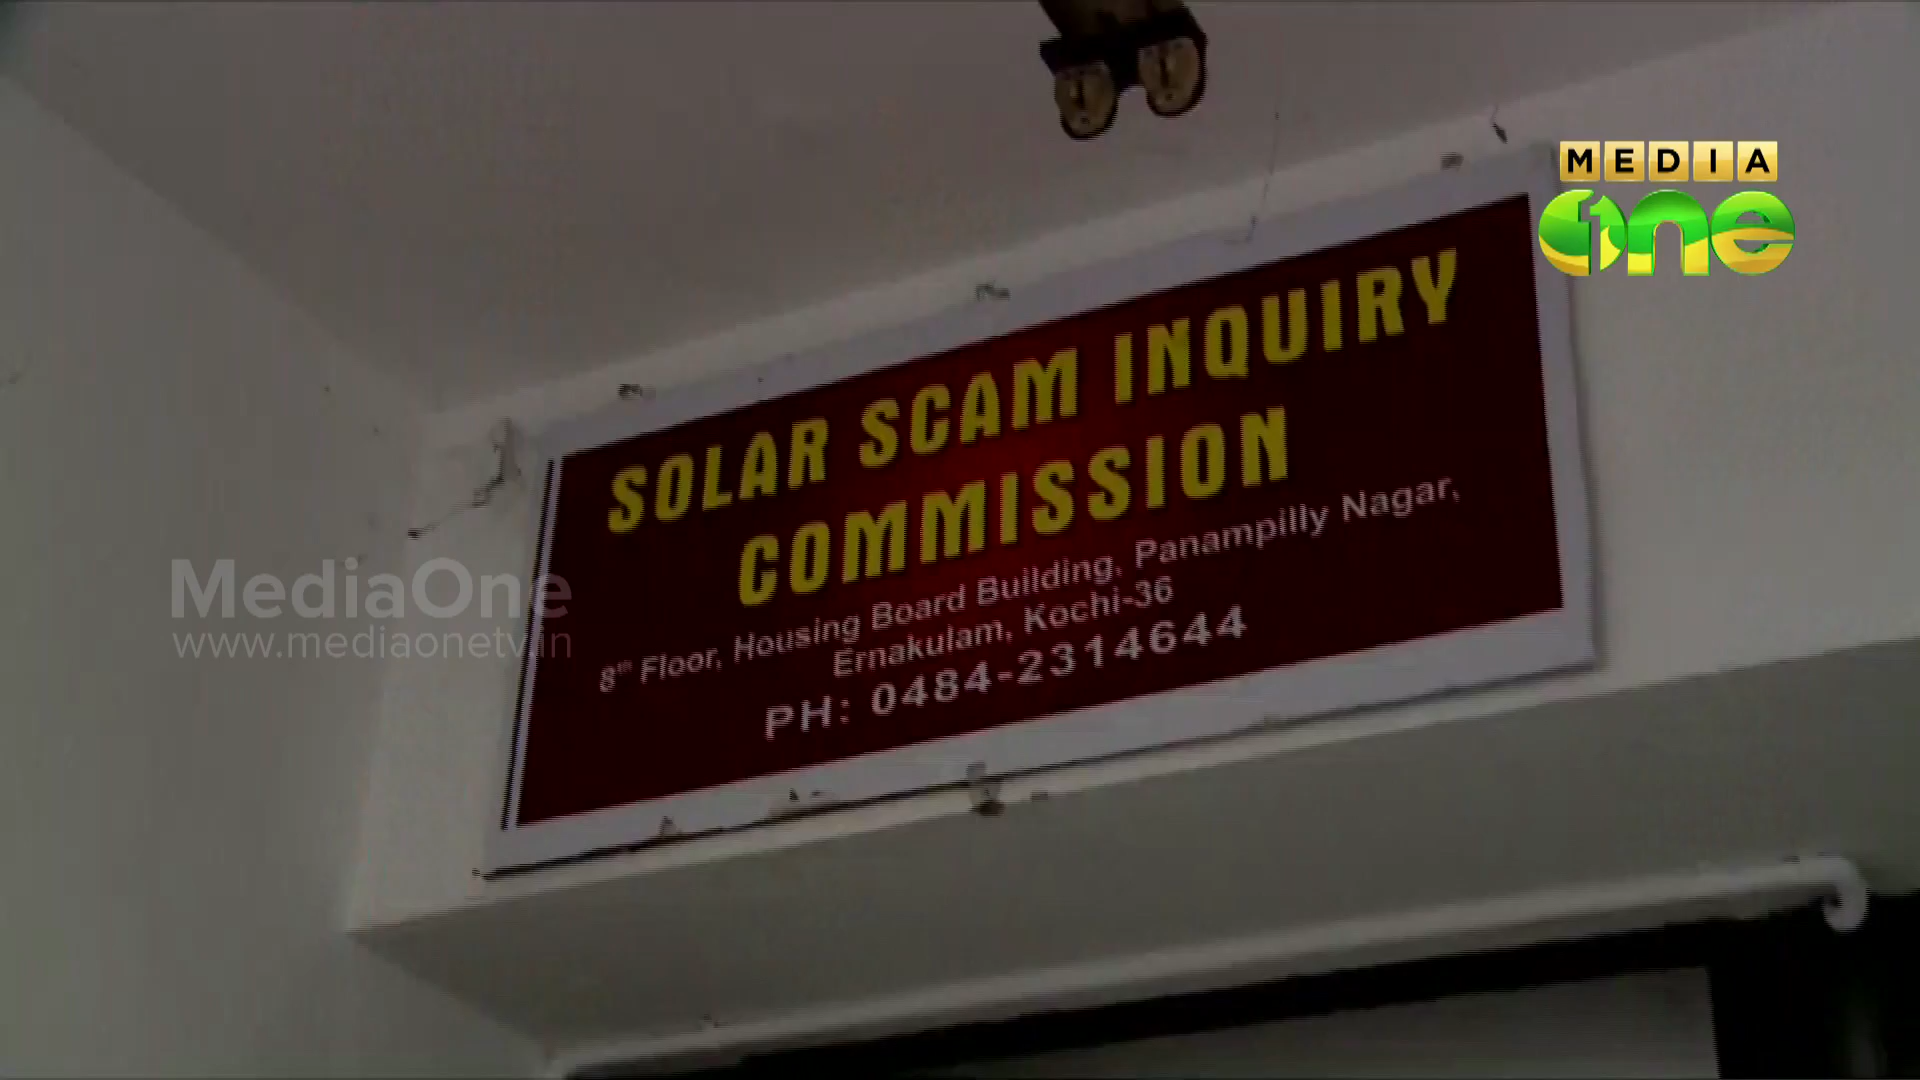 MEDIA
one
SOLAR SCAM INQUIRY
COMMISSION
8th Floor, Housing Board Building, Panampilly Nagar,
Ernakulam, Kochi-36
PH: 0484-2314644
MediaOne
www.mediaonetv.in